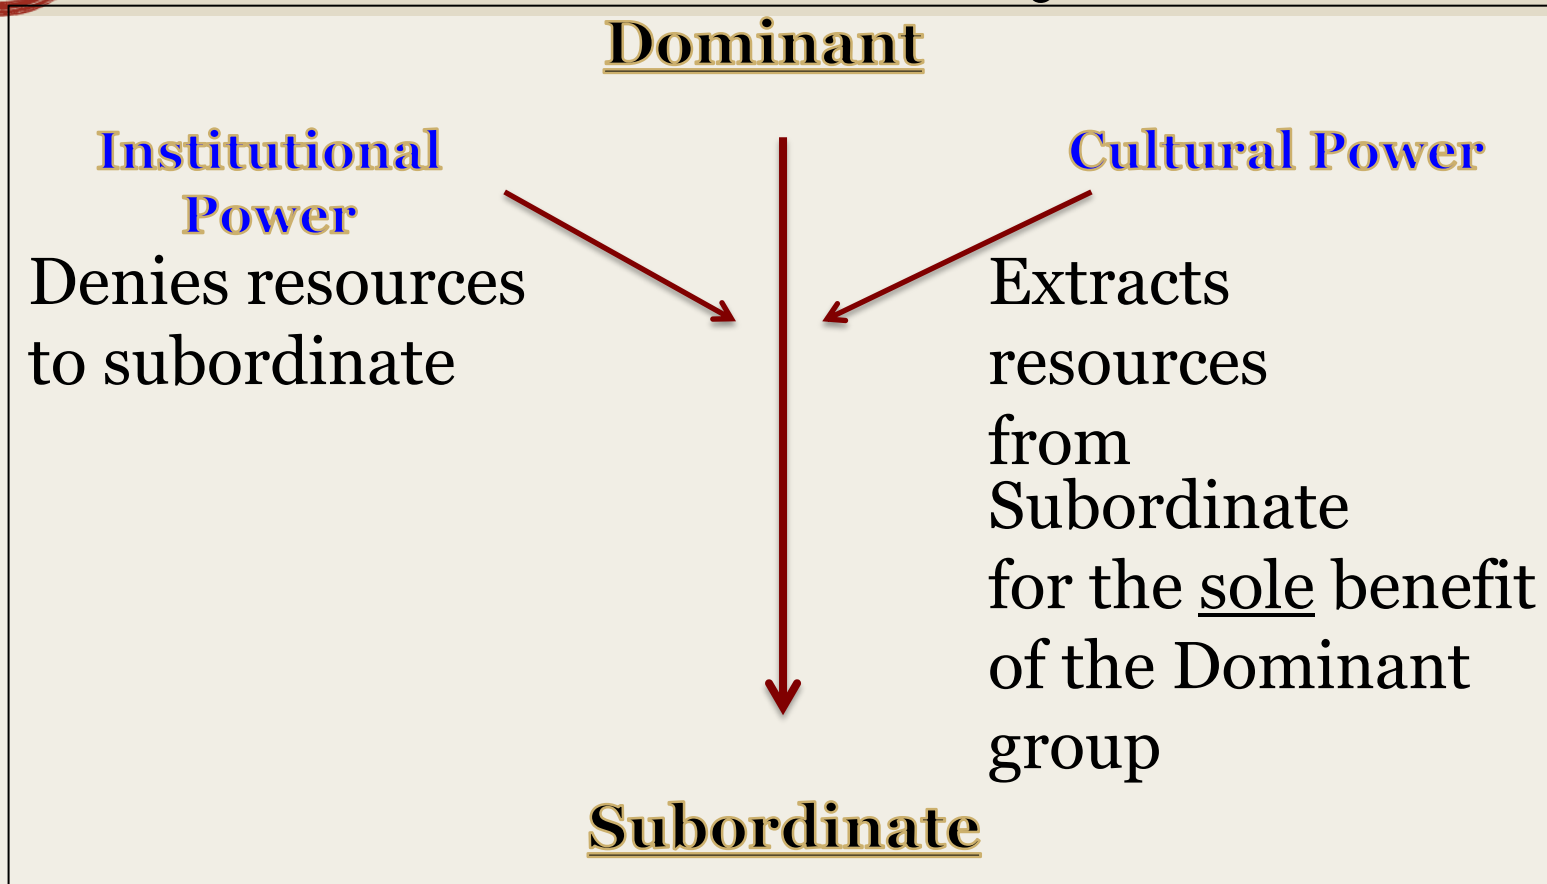 Dominant
Institutional
Power
Denies resources
to subordinate
Cultural Power
Extracts
resources
from
Subordinate
for the sole benefit
of the Dominant
group
Subordinate